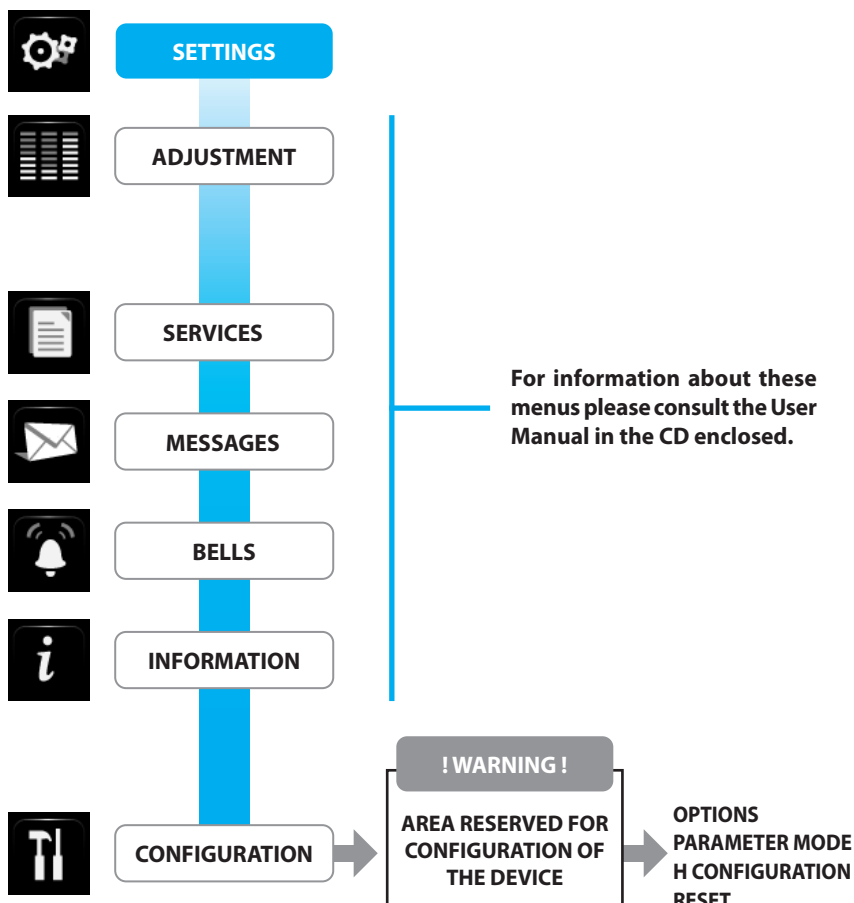 SETTINGS
ADJUSTMENT
SERVICES
For information about these
menus please consult the User
Manual in the CD enclosed.
MESSAGES
BELLS
i
INFORMATION
! WARNING !
CONFIGURATION
AREA RESERVED FOR
CONFIGURATION OF
THE DEVICE
OPTIONS
PARAMETER MODE
H CONFIGURATION
RESET